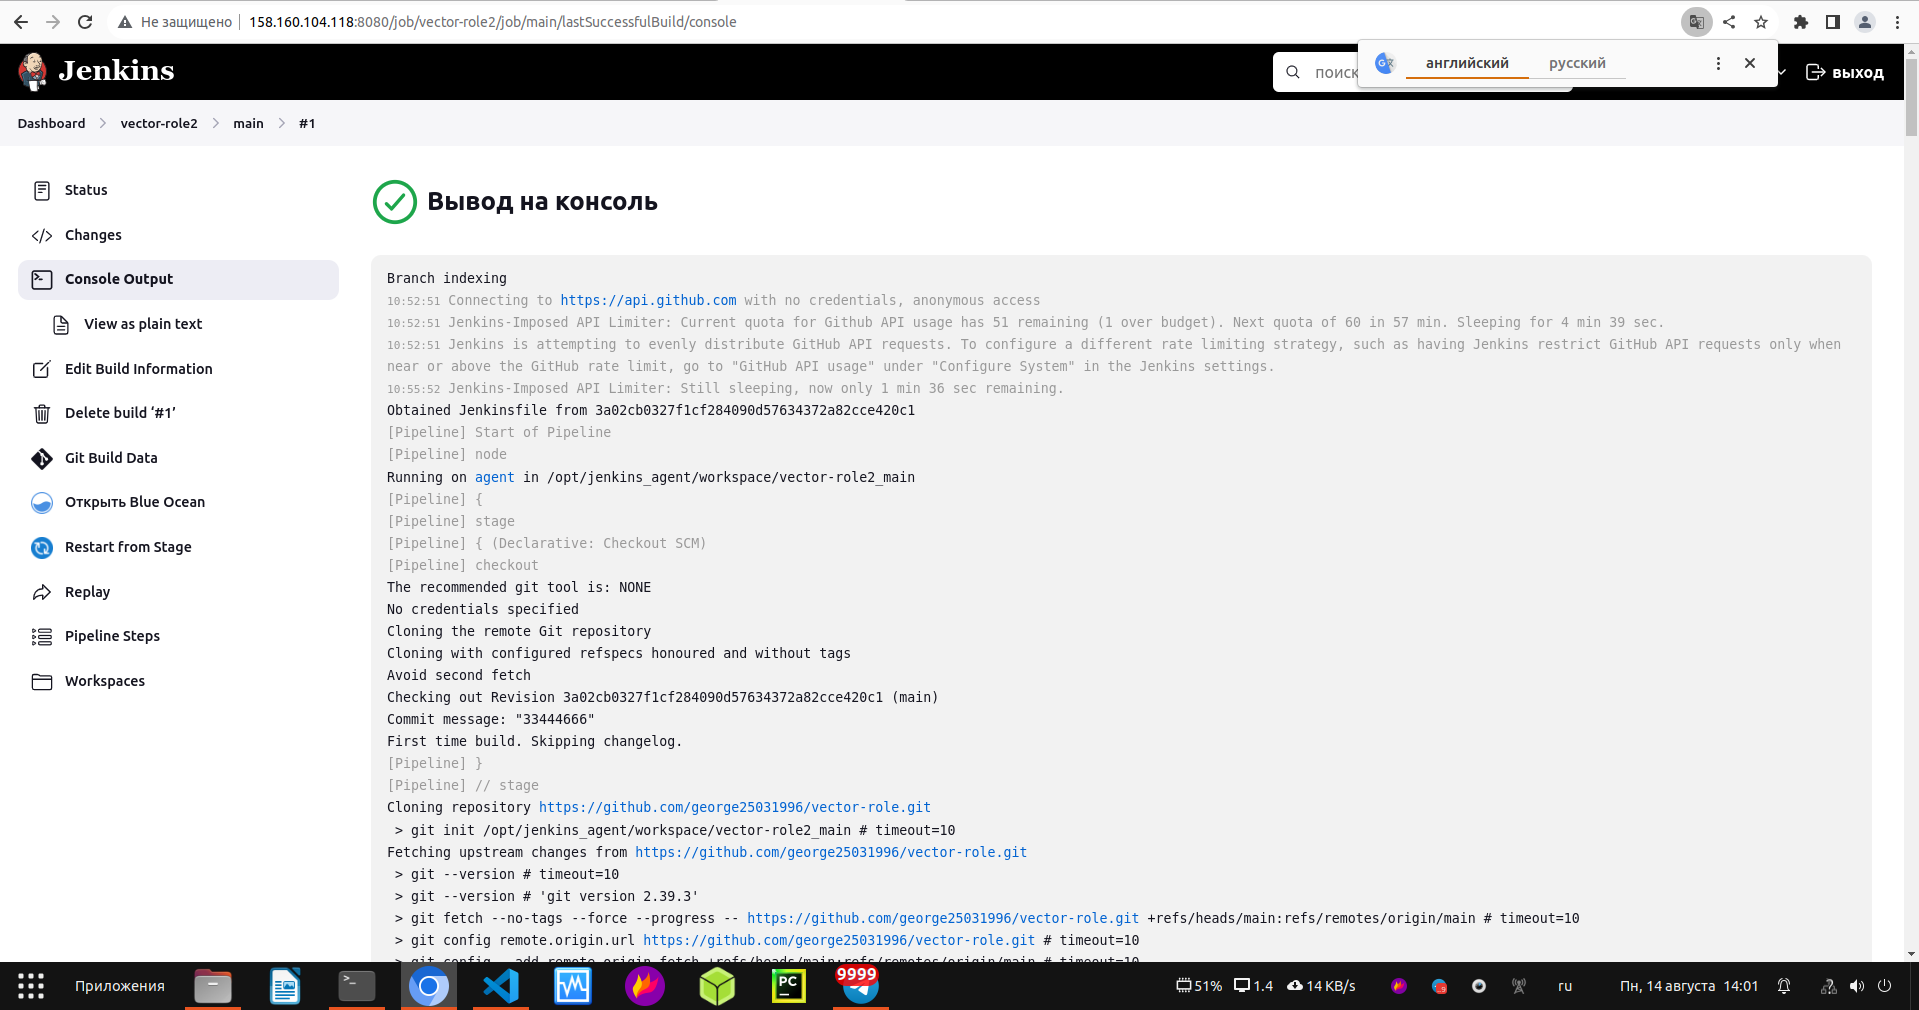 Не защищено
158.160.104.118:8080/job/vector-role2/job/main/lastSuccessfulBuild/console
Jenkins
поиск
английский
русский
выход
Dashboard
vector-role2
main
#1
Status
Changes
Console Output
View as plain text
Edit Build Information
Delete build ‘#1’
Git Build Data
Открыть Blue Ocean
Restart from Stage
Replay
Pipeline Steps
Workspaces
Вывод на консоль
Branch indexing
10:52:51 Connecting to https://api.github.com with no credentials, anonymous access
10:52:51 Jenkins-Imposed API Limiter: Current quota for Github API usage has 51 remaining (1 over budget). Next quota of 60 in 57 min. Sleeping for 4 min 39 sec.
10:52:51 Jenkins is attempting to evenly distribute GitHub API requests. To configure a different rate limiting strategy, such as having Jenkins restrict GitHub API requests only when
near or above the GitHub rate limit, go to "GitHub API usage" under "Configure System" in the Jenkins settings.
10:55:52 Jenkins-Imposed API Limiter: Still sleeping, now only 1 min 36 sec remaining.
Obtained Jenkinsfile from 3a02cb0327f1cf284090d57634372a82cce420c1
[Pipeline] Start of Pipeline
[Pipeline] node
Running on agent in /opt/jenkins_agent/workspace/vector-role2_main
[Pipeline] {
[Pipeline] stage
[Pipeline] { (Declarative: Checkout SCM)
[Pipeline] checkout
The recommended git tool is: NONE
No credentials specified
Cloning the remote Git repository
Cloning with configured refspecs honoured and without tags
Avoid second fetch
Checking out Revision 3a02cb0327f1cf284090d57634372a82cce420c1 (main)
Commit message: "33444666"
First time build. Skipping changelog.
[Pipeline] }
[Pipeline] // stage
Cloning repository https://github.com/george25031996/vector-role.git
 > git init /opt/jenkins_agent/workspace/vector-role2_main # timeout=10
Fetching upstream changes from https://github.com/george25031996/vector-role.git
 > git --version # timeout=10
 > git --version # 'git version 2.39.3'
 > git fetch --no-tags --force --progress -- https://github.com/george25031996/vector-role.git +refs/heads/main:refs/remotes/origin/main # timeout=10
 > git config remote.origin.url https://github.com/george25031996/vector-role.git # timeout=10
 > git config --add remote.origin.fetch +refs/heads/main:refs/remotes/origin/main # timeout=10
Приложения
PC
9999
51%
1.4
14 KB/s
ru
Пн, 14 августа 14:01